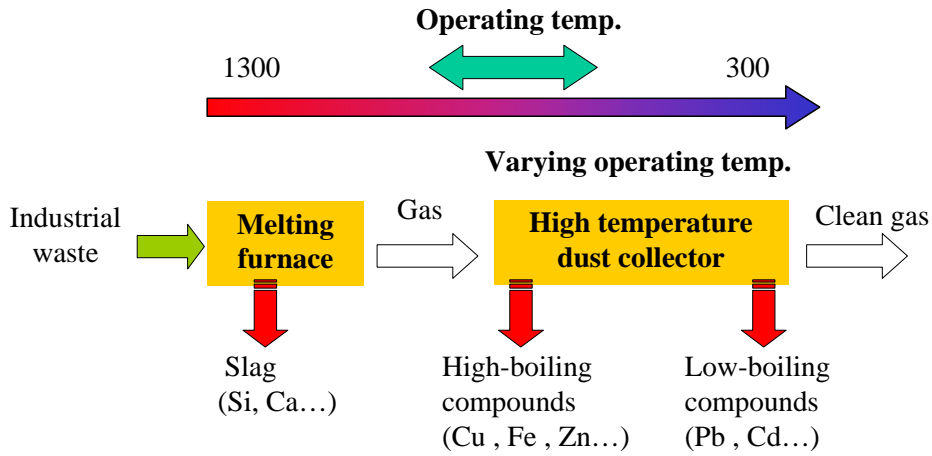 Operating temp.
1300
300
Varying operating temp.
Industrial
waste
Melting
furnace
Gas
High temperature
dust collector
Clean gas
Slag
(Si, Ca…)
High-boiling
compounds
(Cu , Fe , Zn…)
Low-boiling
compounds
(Pb , Cd…)